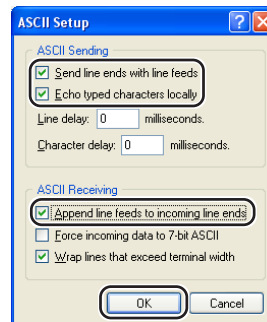 ASCII Setup
ASCII Sending
Send line ends with line feeds
Echo typed characters locally
Line delay: 0 milliseconds.
Character delay: 0 milliseconds.
ASCII Receiving
Append line feeds to incoming line ends
Force incoming data to 7-bit ASCII
Wrap lines that exceed terminal width
OK Cancel